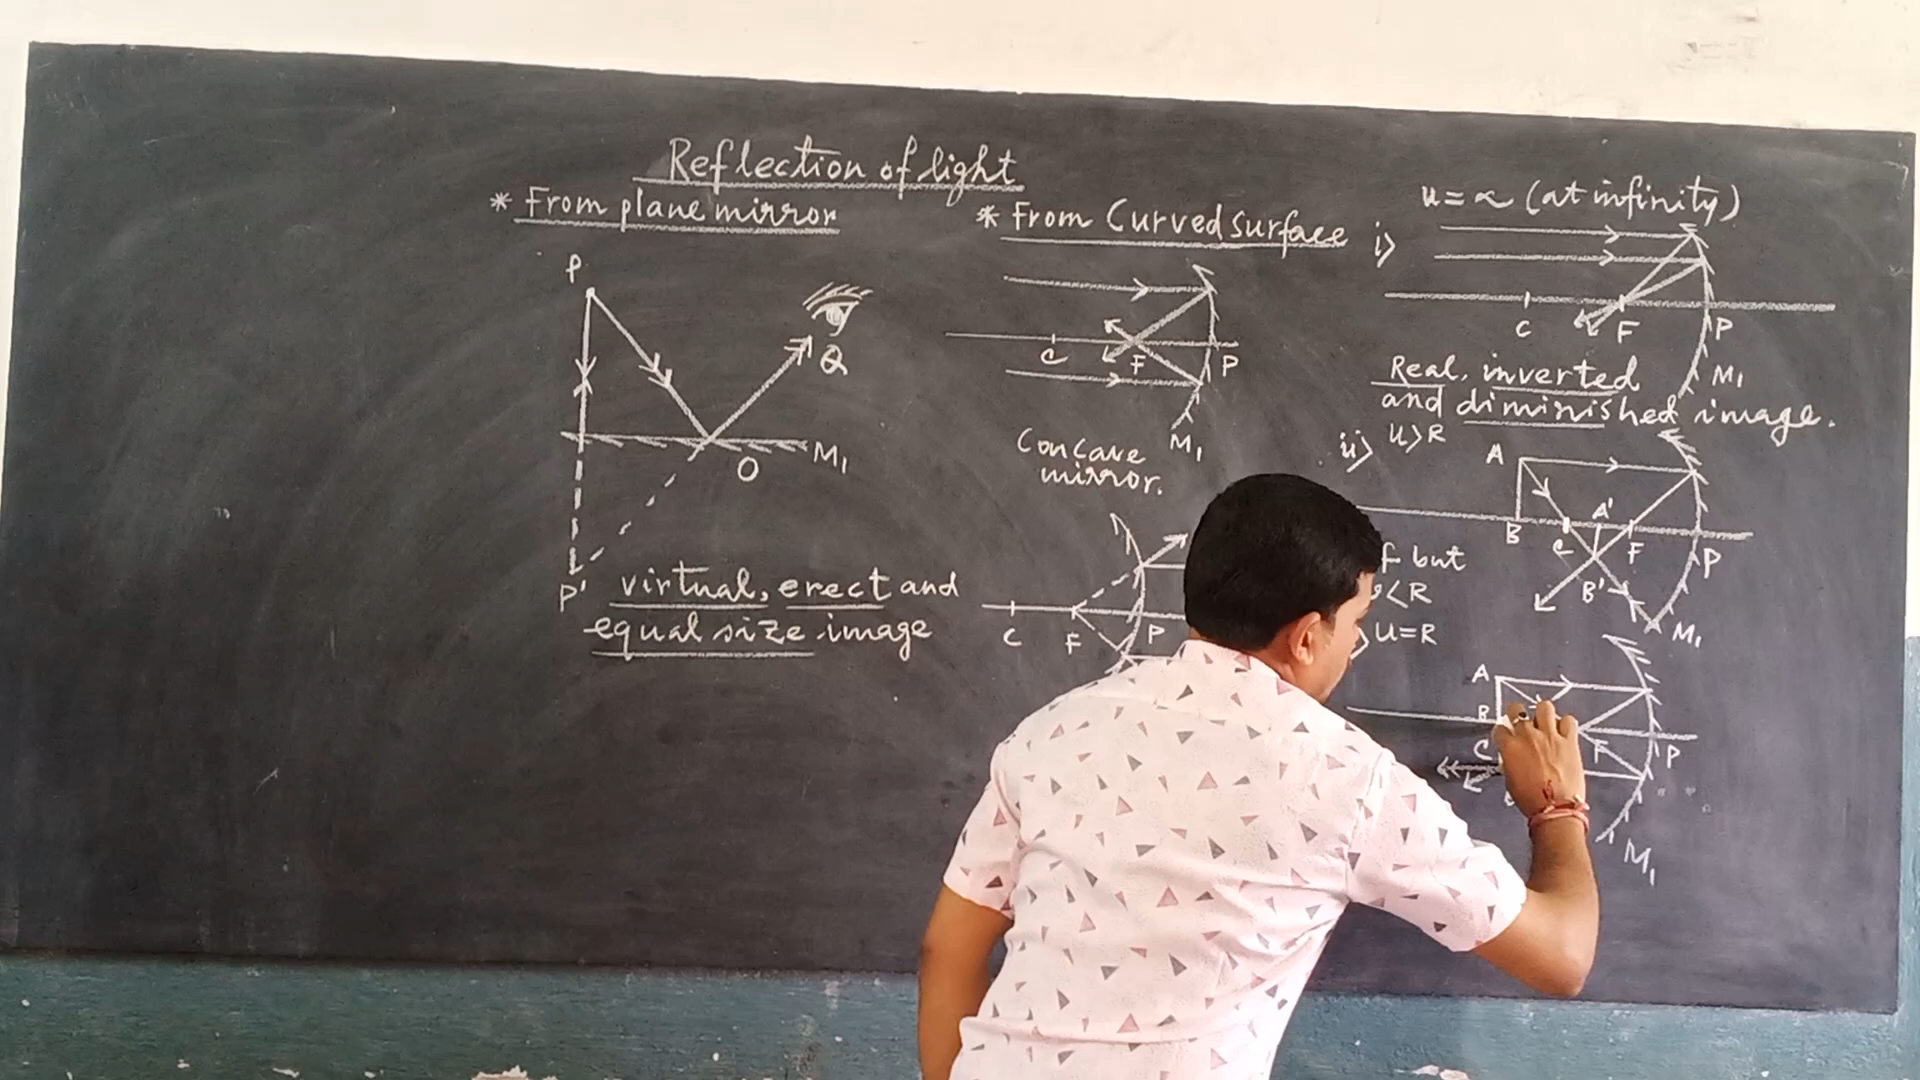 Reflection of light
* From plane mirror
P
Q
O
M1
P'
virtual, erect and
equal size image
* From Curved surface
C
F
P
M1
Concave
mirror.
C
F
P
i>
u = ∝ (at infinity)
C
F
P
M1
Real, inverted
and diminished image.
ii>
u>R
A
B
C
A'
F
P
B'
M1
F but
<R
u=R
A
B
C
F
P
M1